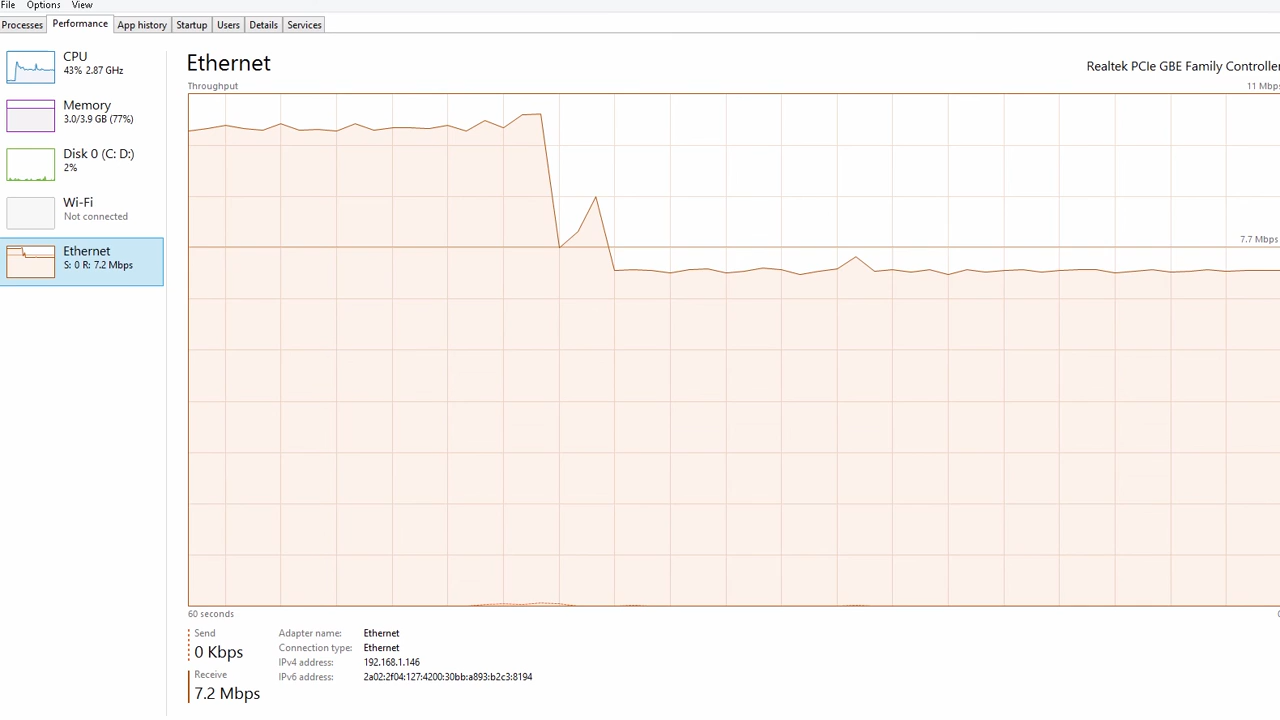 File Options View
Processes Performance App history Startup Users Details Services
CPU
43% 2.87 GHz
Memory
3.0/3.9 GB (77%)
Disk 0 (C: D:)
2%
Wi-Fi
Not connected
Ethernet
S: 0 R: 7.2 Mbps
Ethernet
Realtek PCIe GBE Family Controller
Throughput
11 Mbps
7.7 Mbps
60 seconds
Send
0 Kbps
Receive
7.2 Mbps
Adapter name: Ethernet
Connection type: Ethernet
IPv4 address: 192.168.1.146
IPv6 address: 2a02:2f04:127:4200:30bb:a893:b2c3:8194